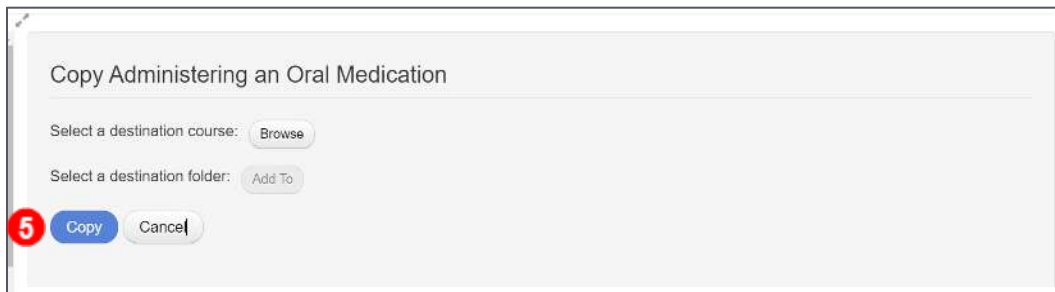 Copy Administering an Oral Medication
Select a destination course: Browse
Select a destination folder: Add To
5 Copy Cancel